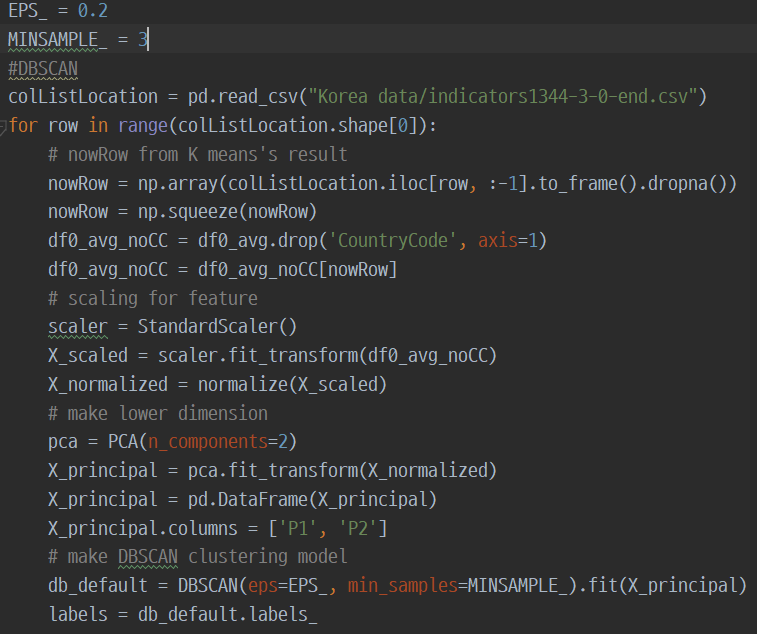 EPS_ = 0.2
MINSAMPLE_ = 3
#DBSCAN
colListLocation = pd.read_csv("Korea data/indicators1344-3-0-end.csv")
for row in range(colListLocation.shape[0]):
    # nowRow from K means's result
    nowRow = np.array(colListLocation.iloc[row, :-1].to_frame().dropna())
    nowRow = np.squeeze(nowRow)
    df0_avg_noCC = df0_avg.drop('CountryCode', axis=1)
    df0_avg_noCC = df0_avg_noCC[nowRow]
    # scaling for feature
    scaler = StandardScaler()
    X_scaled = scaler.fit_transform(df0_avg_noCC)
    X_normalized = normalize(X_scaled)
    # make lower dimension
    pca = PCA(n_components=2)
    X_principal = pca.fit_transform(X_normalized)
    X_principal = pd.DataFrame(X_principal)
    X_principal.columns = ['P1', 'P2']
    # make DBSCAN clustering model
    db_default = DBSCAN(eps=EPS_, min_samples=MINSAMPLE_).fit(X_principal)
    labels = db_default.labels_